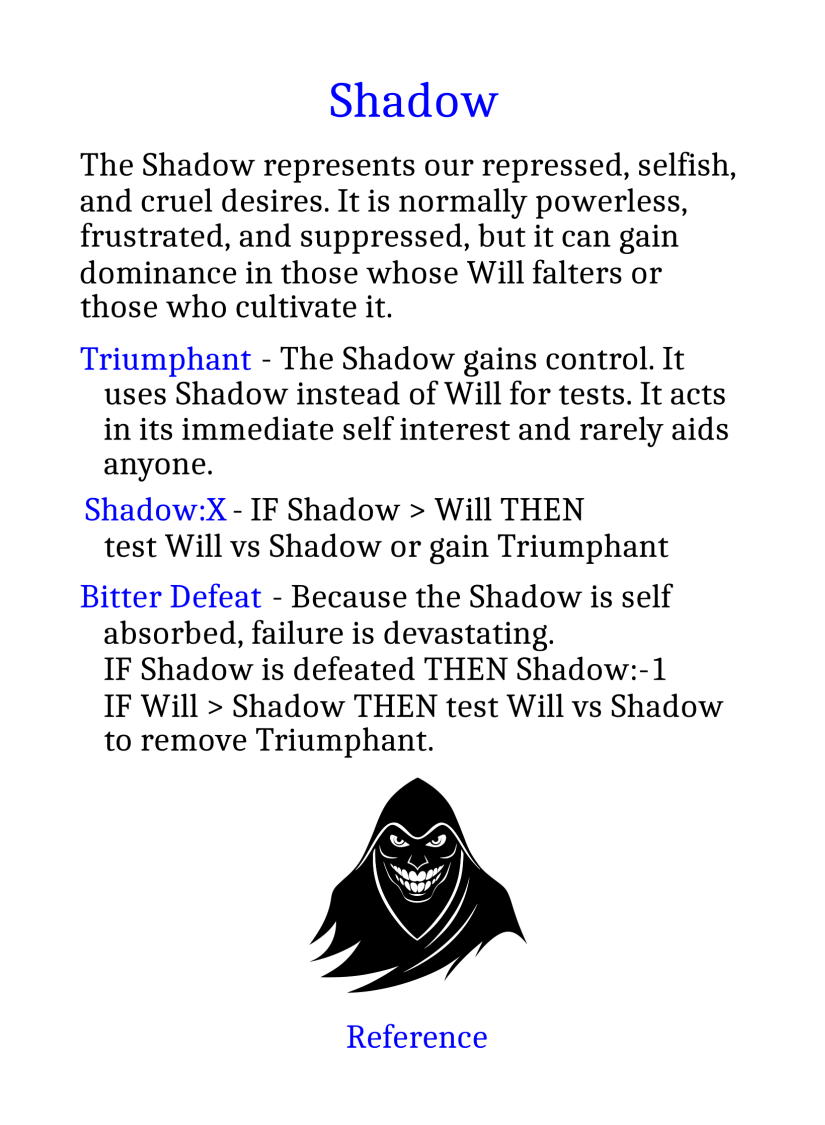 Shadow
The Shadow represents our repressed, selfish,
and cruel desires. It is normally powerless,
frustrated, and suppressed, but it can gain
dominance in those whose Will falters or
those who cultivate it.
Triumphant - The Shadow gains control. It
uses Shadow instead of Will for tests. It acts
in its immediate self interest and rarely aids
anyone.
Shadow:X - IF Shadow > Will THEN
test Will vs Shadow or gain Triumphant
Bitter Defeat - Because the Shadow is self
absorbed, failure is devastating.
IF Shadow is defeated THEN Shadow:-1
IF Will > Shadow THEN test Will vs Shadow
to remove Triumphant.
Reference